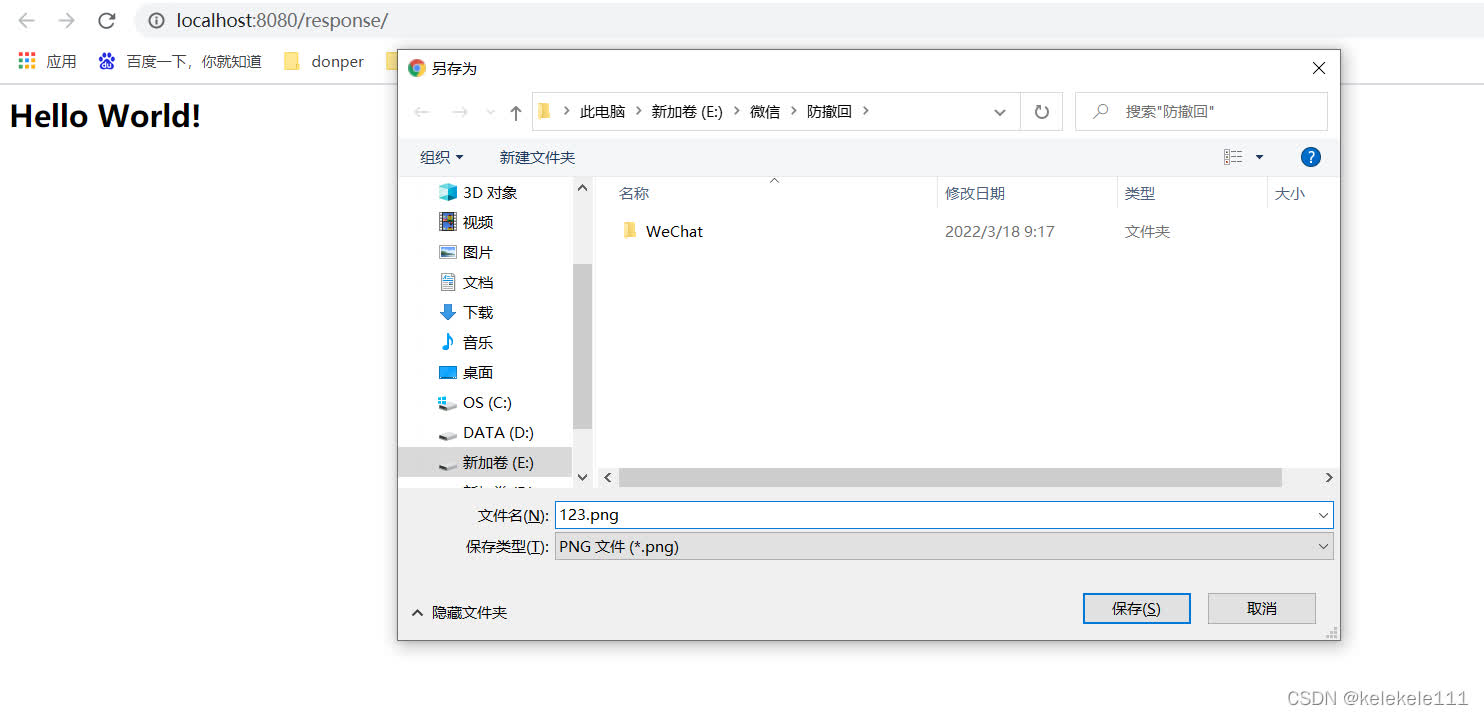 localhost:8080/response/
应用 百度一下，你就知道 donper
Hello World!
另存为
此电脑 新加卷 (E:) 微信 防撤回
搜索"防撤回"
组织 新建文件夹
?
3D 对象
视频
图片
文档
下载
音乐
桌面
OS (C:)
DATA (D:)
新加卷 (E:)
名称 修改日期 类型 大小
WeChat 2022/3/18 9:17 文件夹
文件名(N): 123.png
保存类型(T): PNG 文件 (*.png)
隐藏文件夹
保存(S) 取消
CSDN @kelekele111